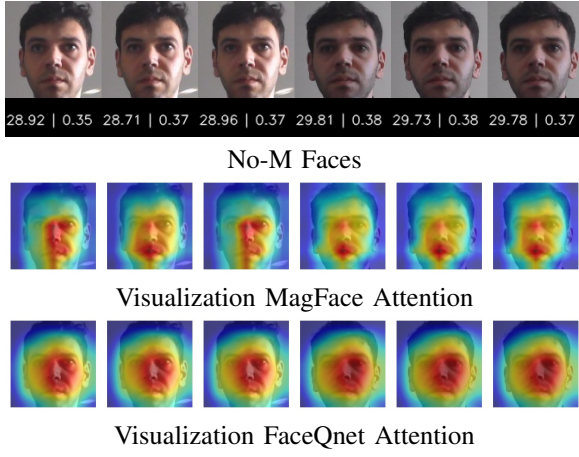 28.92 | 0.35 28.71 | 0.37 28.96 | 0.37 29.81 | 0.38 29.73 | 0.38 29.78 | 0.37
No-M Faces
Visualization MagFace Attention
Visualization FaceQnet Attention